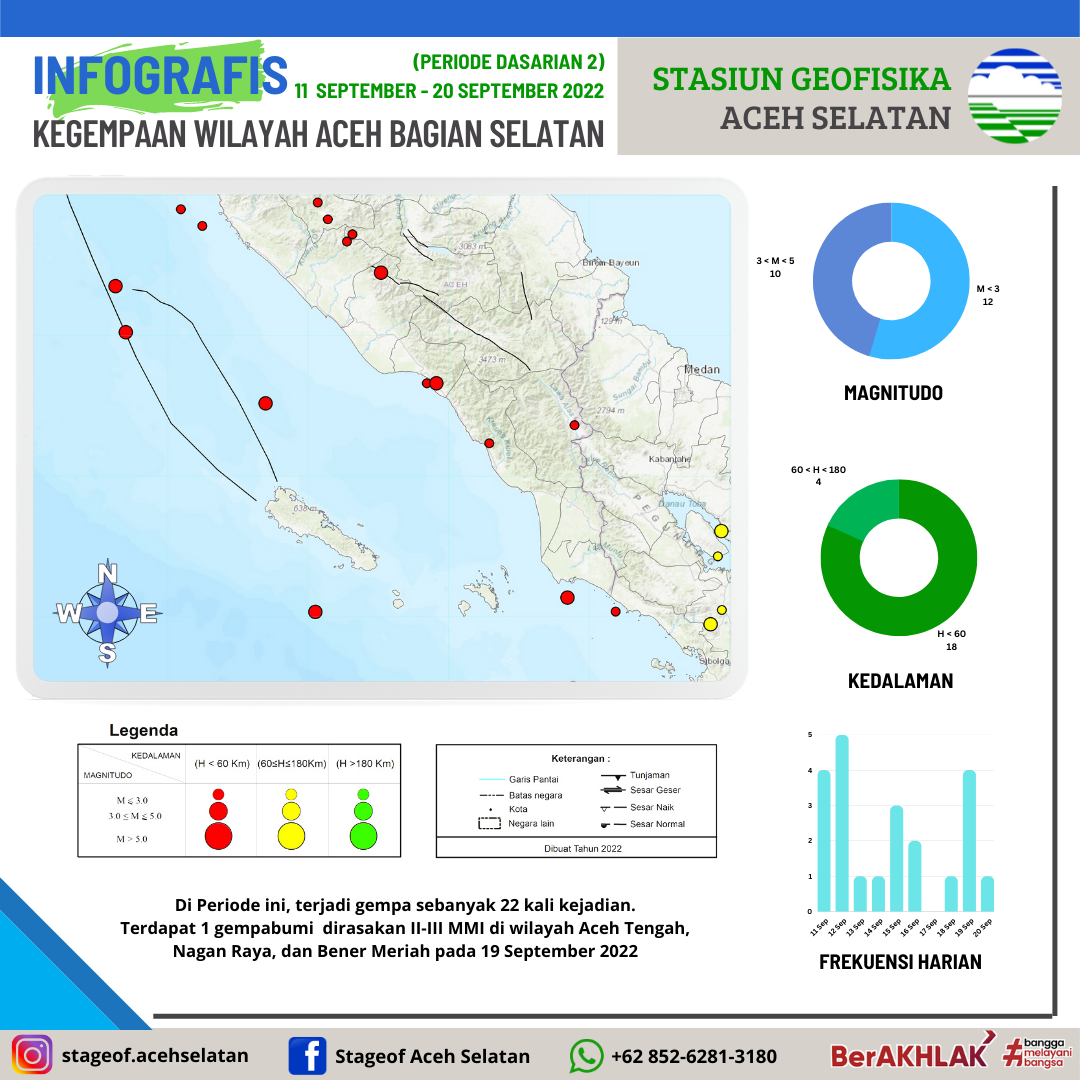 INFOGRAFIS
(PERIODE DASARIAN 2)
11 SEPTEMBER - 20 SEPTEMBER 2022
KEGEMPAAN WILAYAH ACEH BAGIAN SELATAN
STASIUN GEOFISIKA
ACEH SELATAN
3083 m
Bireun Bayeun
ACEH
129 m
3473 m
Medan
Sungai
2794 m
Kabanjahe
Danau Toba
638 m
Sibolga
N
W E
S
3 < M < 5
10
M < 3
12
MAGNITUDO
60 < H < 180
4
H < 60
18
KEDALAMAN
Legenda
KEDALAMAN
MAGNITUDO
(H < 60 Km) (60≤H≤180Km) (H >180 Km)
M ⩽ 3.0
3.0 ≤ M ⩽ 5.0
M > 5.0
Keterangan :
Garis Pantai
Batas negara
Kota
Negara lain
Tunjaman
Sesar Geser
Sesar Naik
Sesar Normal
Dibuat Tahun 2022
5
4
3
2
1
0
11 Sep 12 Sep 13 Sep 14 Sep 15 Sep 16 Sep 17 Sep 18 Sep 19 Sep 20 Sep
FREKUENSI HARIAN
Di Periode ini, terjadi gempa sebanyak 22 kali kejadian.
Terdapat 1 gempabumi dirasakan II-III MMI di wilayah Aceh Tengah,
Nagan Raya, dan Bener Meriah pada 19 September 2022
stageof.acehselatan
Stageof Aceh Selatan
+62 852-6281-3180
BerAKHLAK
#bangga
melayani
bangsa